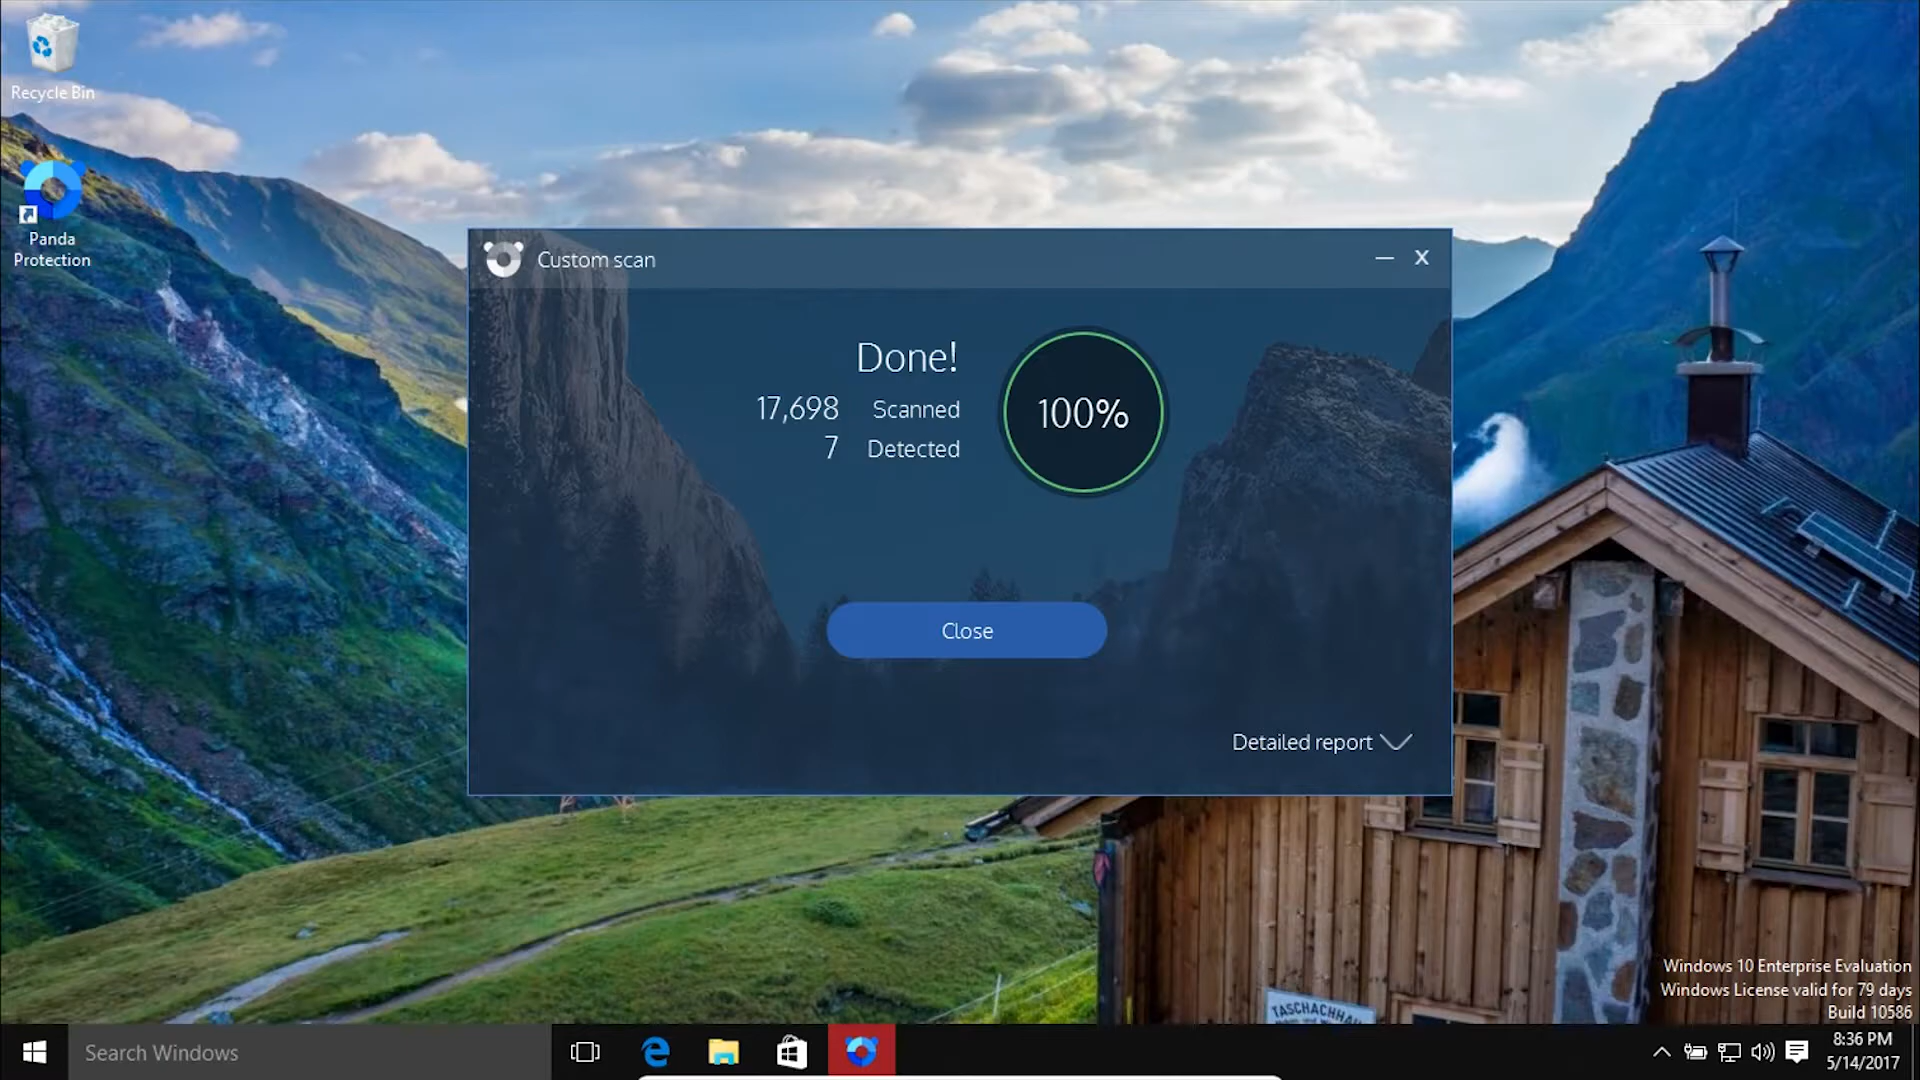 Recycle Bin
Panda
Protection
Custom scan
X
Done!
17,698 Scanned
7 Detected
100%
Close
Detailed report
TASCHACHHAU
Windows 10 Enterprise Evaluation
Windows License valid for 79 days
Build 10586
Search Windows
8:36 PM
5/14/2017